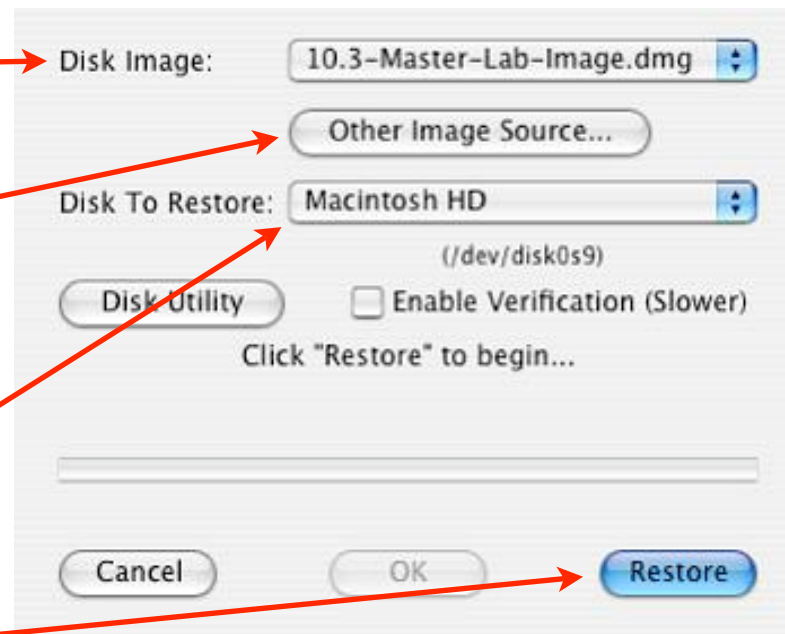 Disk Image: 10.3-Master-Lab-Image.dmg
Other Image Source...
Disk To Restore: Macintosh HD
(/dev/disk0s9)
Disk Utility Enable Verification (Slower)
Click "Restore" to begin...
Cancel OK Restore